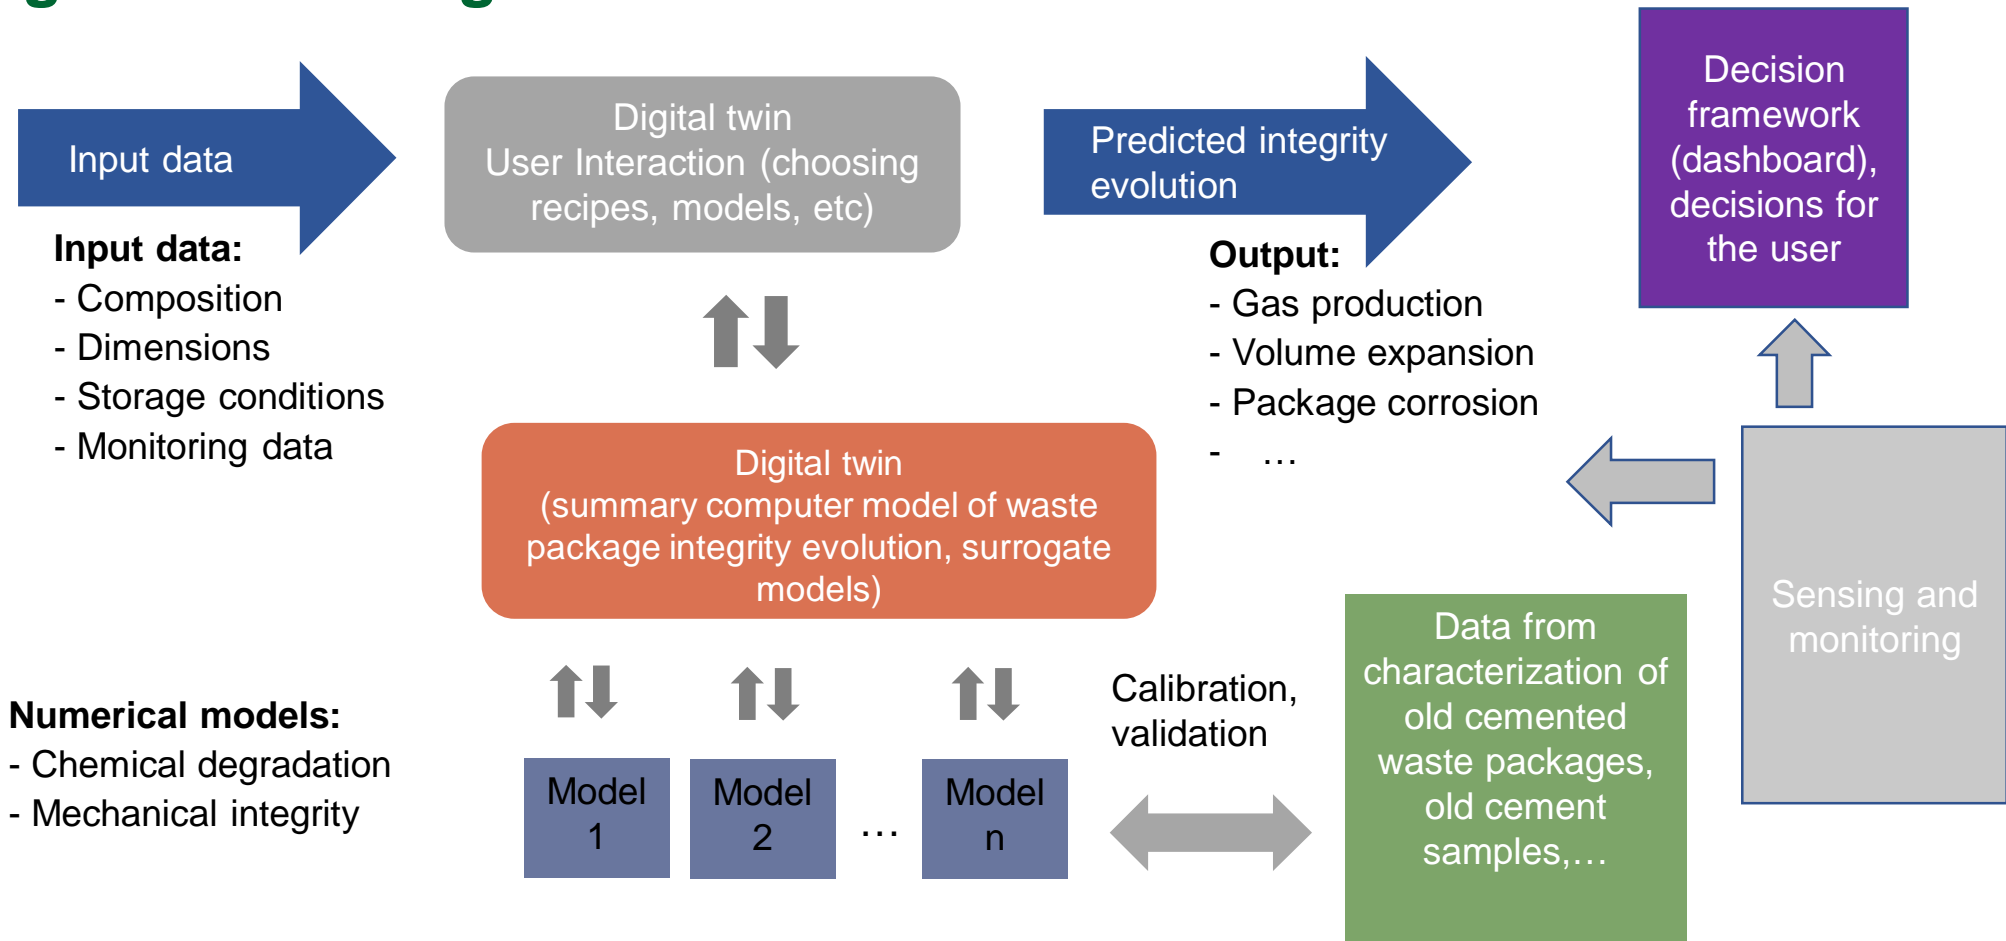 Input data
Input data:
- Composition
- Dimensions
- Storage conditions
- Monitoring data
Digital twin
User Interaction (choosing
recipes, models, etc)
Predicted integrity
evolution
Output:
- Gas production
- Volume expansion
- Package corrosion
- …
Decision
framework
(dashboard),
decisions for
the user
Digital twin
(summary computer model of waste
package integrity evolution, surrogate
models)
Sensing and
monitoring
Numerical models:
- Chemical degradation
- Mechanical integrity
Model
1
Model
2
…
Model
n
Calibration,
validation
Data from
characterization of
old cemented
waste packages,
old cement
samples,…